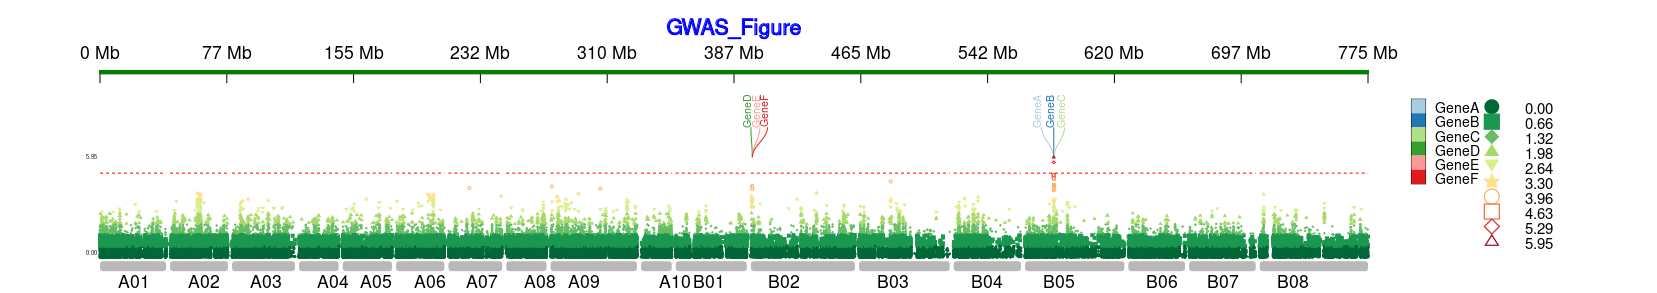 GWAS_Figure
0 Mb 77 Mb 155 Mb 232 Mb 310 Mb 387 Mb 465 Mb 542 Mb 620 Mb 697 Mb 775 Mb
GeneD GeneE GeneF GeneA GeneB GeneC
5.95
0.00
A01 A02 A03 A04 A05 A06 A07 A08 A09 A10 B01 B02 B03 B04 B05 B06 B07 B08
GeneA 0.00
GeneB 0.66
GeneC 1.32
GeneD 1.98
GeneE 2.64
GeneF 3.30
3.96
4.63
5.29
5.95